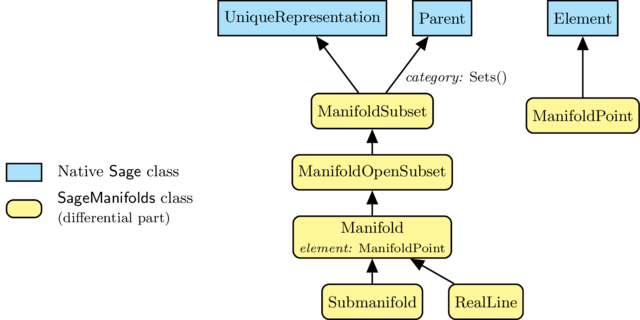 UniqueRepresentation
Parent
Element
category: Sets()
ManifoldSubset
ManifoldPoint
ManifoldOpenSubset
Native Sage class
SageManifolds class
(differential part)
Manifold
element: ManifoldPoint
Submanifold
RealLine